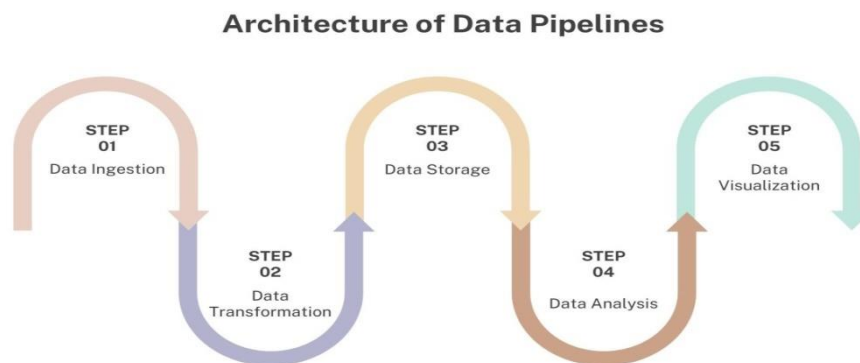 Architecture of Data Pipelines
STEP
01
Data Ingestion
STEP
02
Data
Transformation
STEP
03
Data Storage
STEP
04
Data Analysis
STEP
05
Data
Visualization